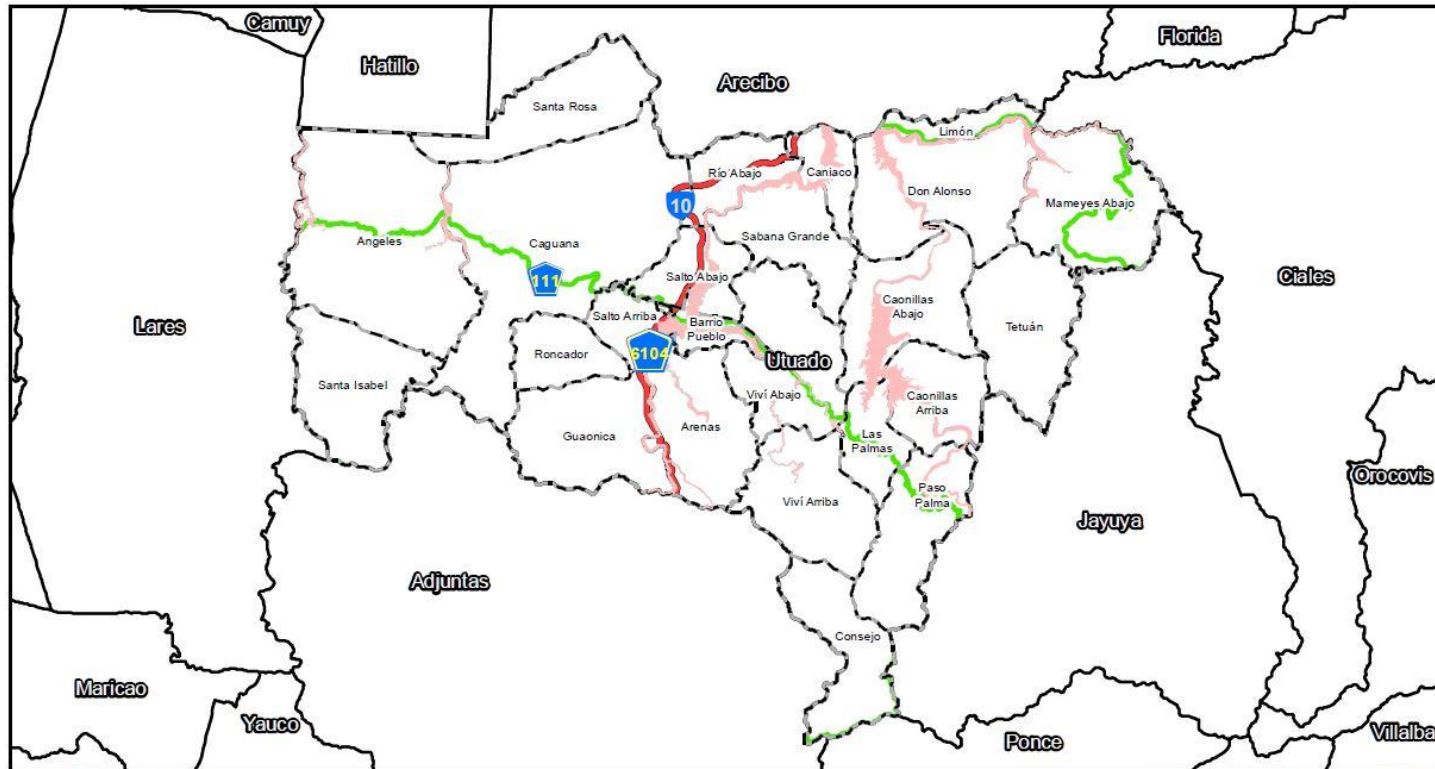 Camuy
Florida
Hatillo
Arecibo
Santa Rosa
Limón
Río Abajo
Caniaco
Don Alonso
Mameyes Abajo
10
Angeles
Caguana
Sabana Grande
111
Salto Abajo
Ciales
Lares
Salto Arriba
Barrio
Pueblo
Caonillas
Abajo
Tetuán
Roncador
6104
Utuado
Santa Isabel
Viví Abajo
Caonillas
Arriba
Guaonica
Arenas
Las
Palmas
Orocovis
Viví Arriba
Paso
Palma
Jayuya
Adjuntas
Consejo
Maricao
Yauco
Ponce
Villalba